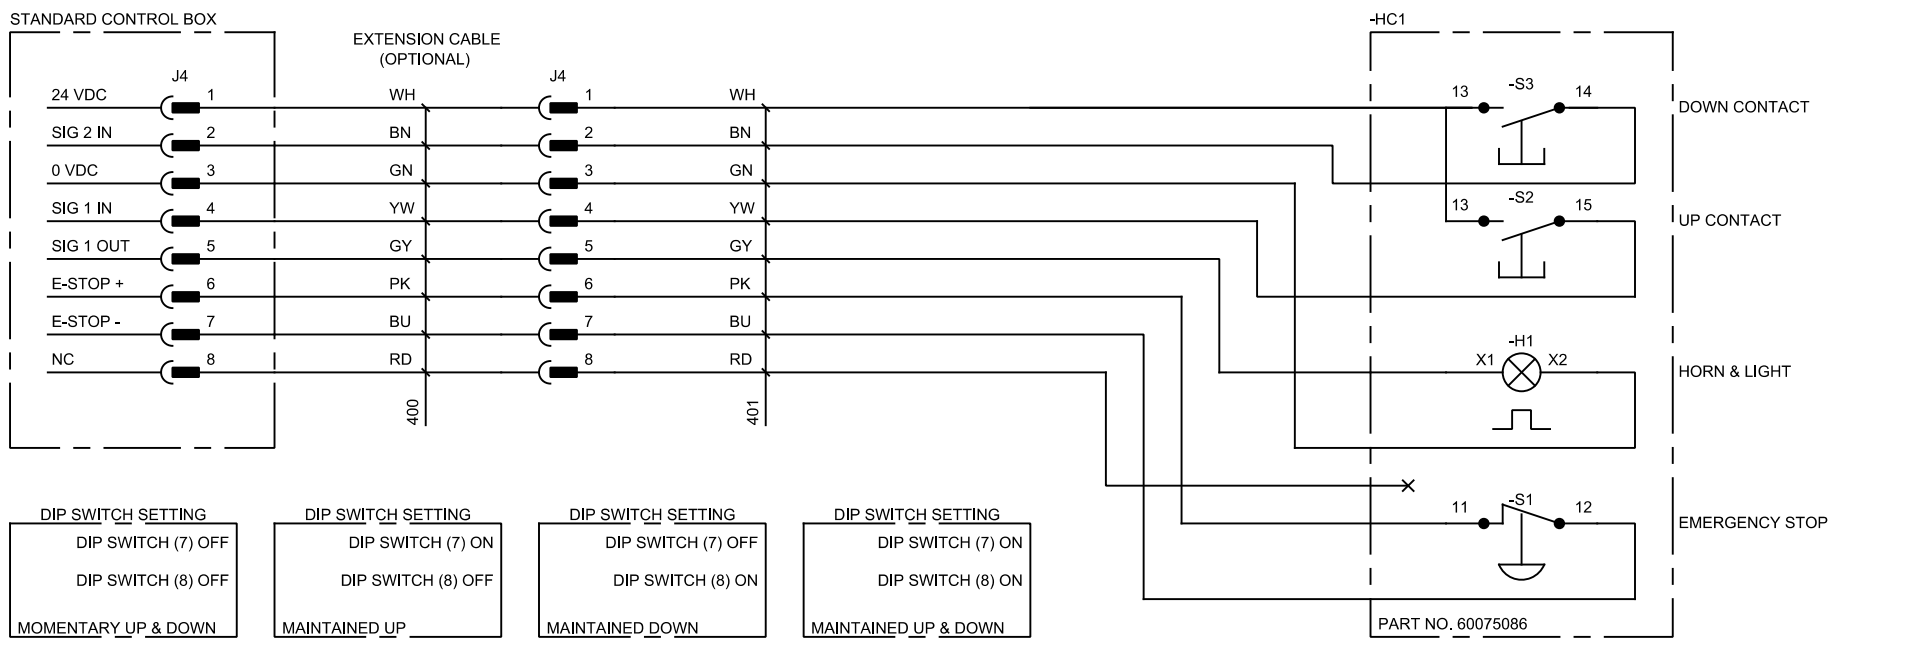 STANDARD CONTROL BOX
-HC1
EXTENSION CABLE
(OPTIONAL)
J4
J4
24 VDC 1 WH 1 WH 13 -S3 14 DOWN CONTACT
SIG 2 IN 2 BN 2 BN
0 VDC 3 GN 3 GN
SIG 1 IN 4 YW 4 YW 13 -S2 15 UP CONTACT
SIG 1 OUT 5 GY 5 GY
E-STOP + 6 PK 6 PK
E-STOP - 7 BU 7 BU
NC 8 RD 8 RD X1 -H1 X2 HORN & LIGHT
400
401
11 -S1 12 EMERGENCY STOP
DIP SWITCH SETTING
DIP SWITCH (7) OFF
DIP SWITCH (8) OFF
MOMENTARY UP & DOWN
DIP SWITCH SETTING
DIP SWITCH (7) ON
DIP SWITCH (8) OFF
MAINTAINED UP
DIP SWITCH SETTING
DIP SWITCH (7) OFF
DIP SWITCH (8) ON
MAINTAINED DOWN
DIP SWITCH SETTING
DIP SWITCH (7) ON
DIP SWITCH (8) ON
MAINTAINED UP & DOWN
PART NO. 60075086